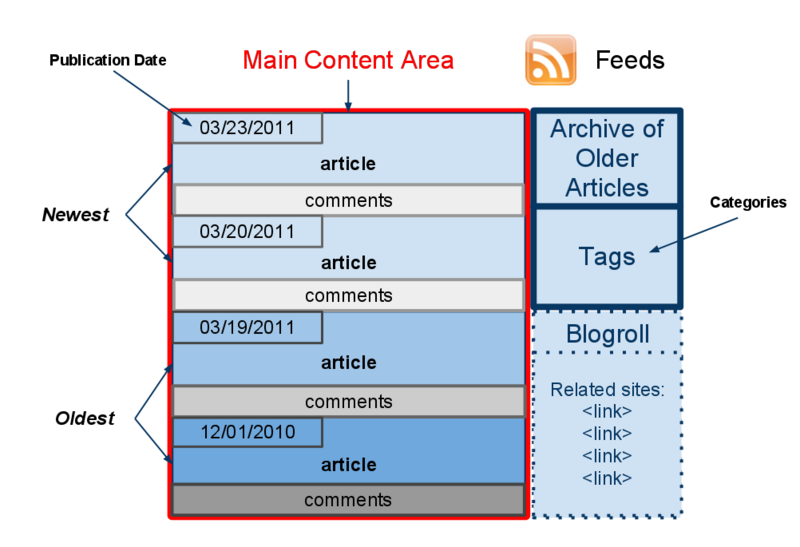 Publication Date
Main Content Area
Feeds
03/23/2011
article
comments
03/20/2011
article
comments
03/19/2011
article
comments
12/01/2010
article
comments
Newest
Oldest
Archive of
Older
Articles
Categories
Tags
Blogroll
Related sites:
<link>
<link>
<link>
<link>